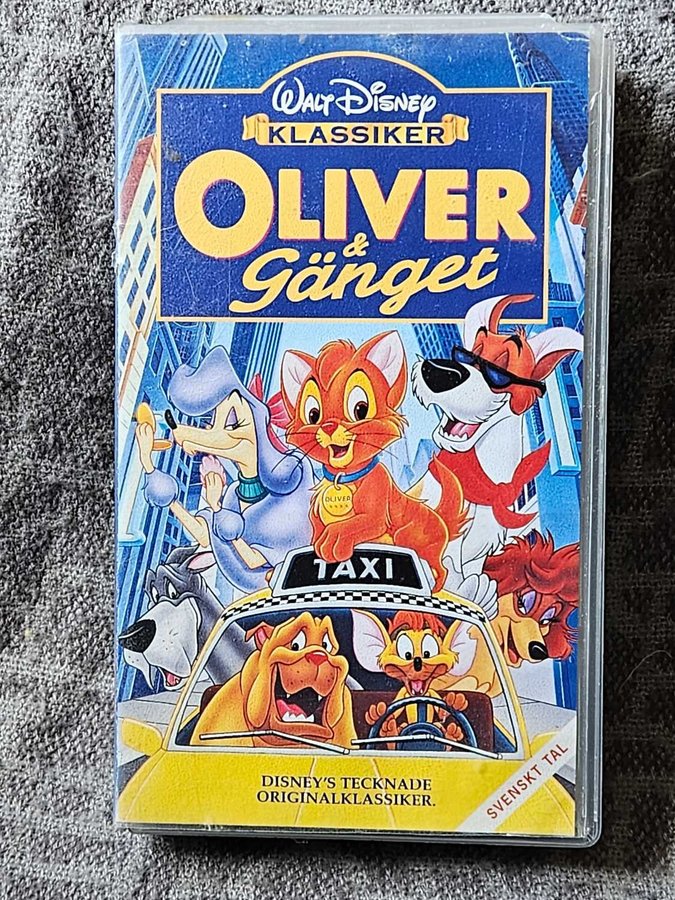 WALT DISNEY
KLASSIKER
OLIVER
&
Gänget
OLIVER
TAXI
DISNEY'S TECKNADE
ORIGINALKLASSIKER.
SVENSKT TAL